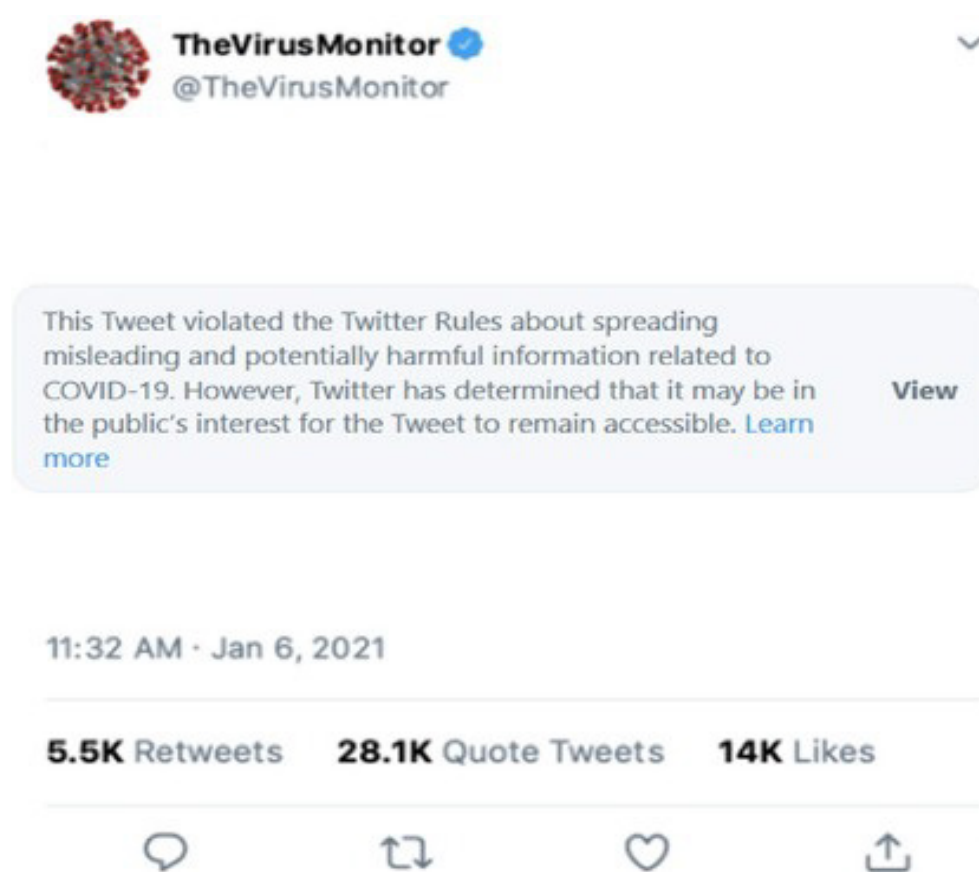 TheVirusMonitor
@TheVirusMonitor
This Tweet violated the Twitter Rules about spreading
misleading and potentially harmful information related to
COVID-19. However, Twitter has determined that it may be in
the public's interest for the Tweet to remain accessible. Learn
more
View
11:32 AM · Jan 6, 2021
5.5K Retweets 28.1K Quote Tweets 14K Likes